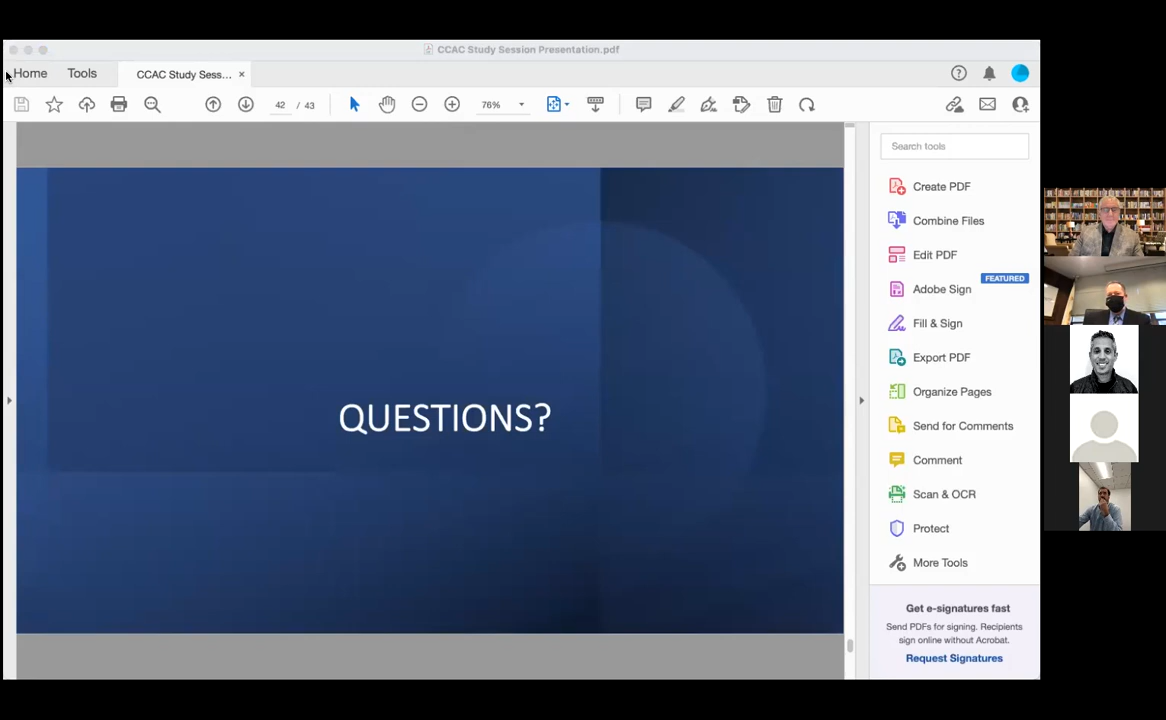 CCAC Study Session Presentation.pdf
Home
Tools
CCAC Study Sess...
42 / 43
76%
QUESTIONS?
Search tools
Create PDF
Combine Files
Edit PDF
FEATURED
Adobe Sign
Fill & Sign
Export PDF
Organize Pages
Send for Comments
Comment
Scan & OCR
Protect
More Tools
Get e-signatures fast
Send PDFs for signing. Recipients
sign online without Acrobat.
Request Signatures